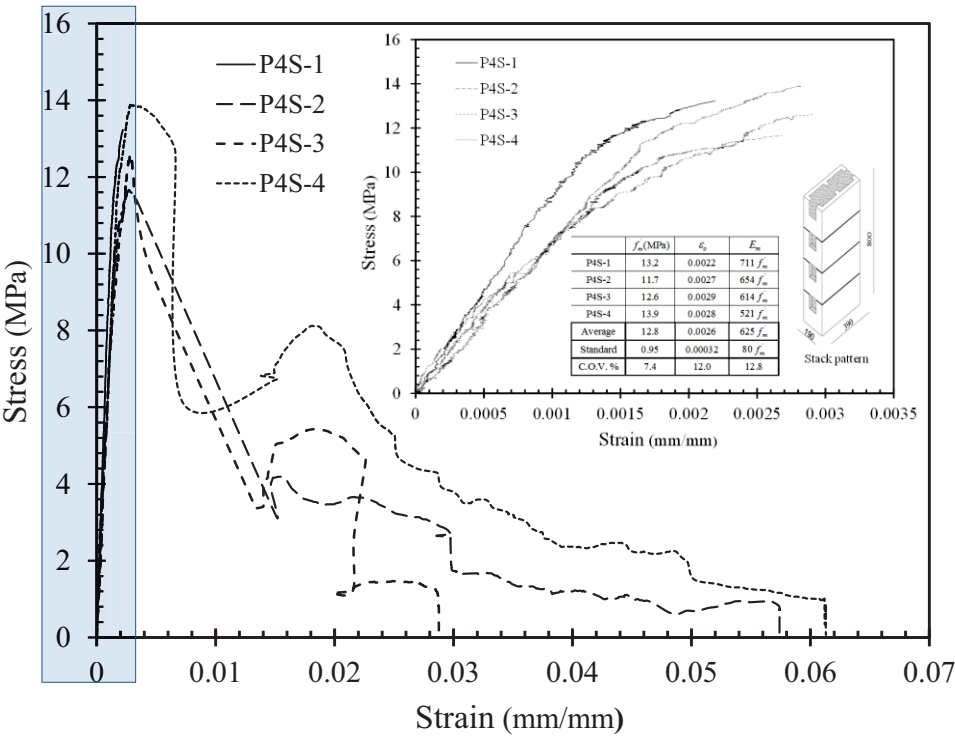 16
14
12
10
8
6
4
2
0
Stress (MPa)
0
0.01
0.02
0.03
0.04
0.05
0.06
0.07
Strain (mm/mm)
P4S-1
P4S-2
P4S-3
P4S-4
16
14
12
10
8
6
4
2
0
Stress (MPa)
0
0.0005
0.001
0.0015
0.002
0.0025
0.003
0.0035
Strain (mm/mm)
P4S-1
P4S-2
P4S-3
P4S-4
fm(MPa) εo Em
P4S-1 13.2 0.0022 711 fm
P4S-2 11.7 0.0027 654 fm
P4S-3 12.6 0.0029 614 fm
P4S-4 13.9 0.0028 521 fm
Average 12.8 0.0026 625 fm
Standard 0.95 0.00032 80 fm
C.O.V. % 7.4 12.0 12.8
800
190
390
Stack pattern